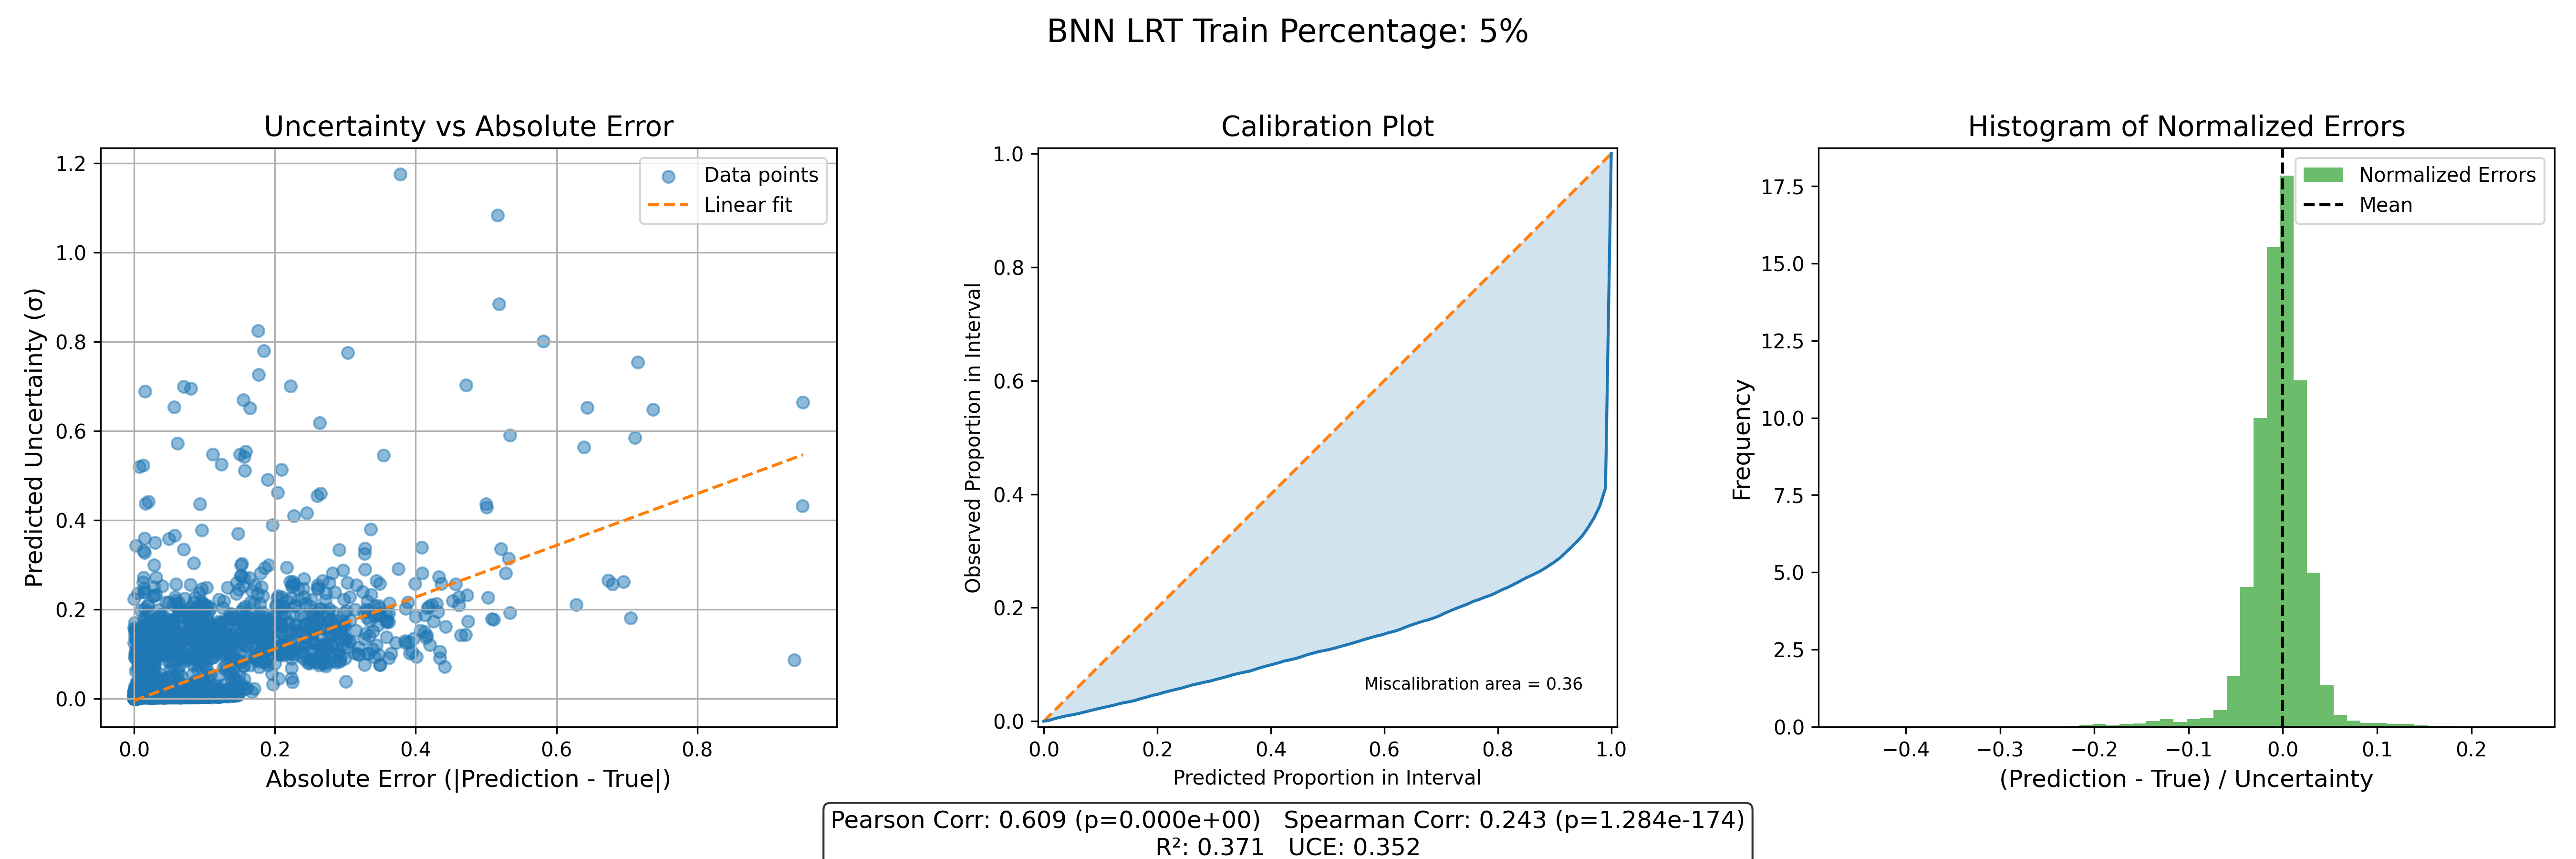 BNN LRT Train Percentage: 5%
Uncertainty vs Absolute Error
Predicted Uncertainty (σ)
1.2
1.0
0.8
0.6
0.4
0.2
0.0
Data points
Linear fit
0.0 0.2 0.4 0.6 0.8
Absolute Error (|Prediction - True|)
Calibration Plot
Observed Proportion in Interval
1.0
0.8
0.6
0.4
0.2
0.0
Miscalibration area = 0.36
0.0 0.2 0.4 0.6 0.8 1.0
Predicted Proportion in Interval
Histogram of Normalized Errors
Frequency
17.5
15.0
12.5
10.0
7.5
5.0
2.5
0.0
Normalized Errors
Mean
−0.4 −0.3 −0.2 −0.1 0.0 0.1 0.2
(Prediction - True) / Uncertainty
Pearson Corr: 0.609 (p=0.000e+00) Spearman Corr: 0.243 (p=1.284e-174)
R²: 0.371 UCE: 0.352